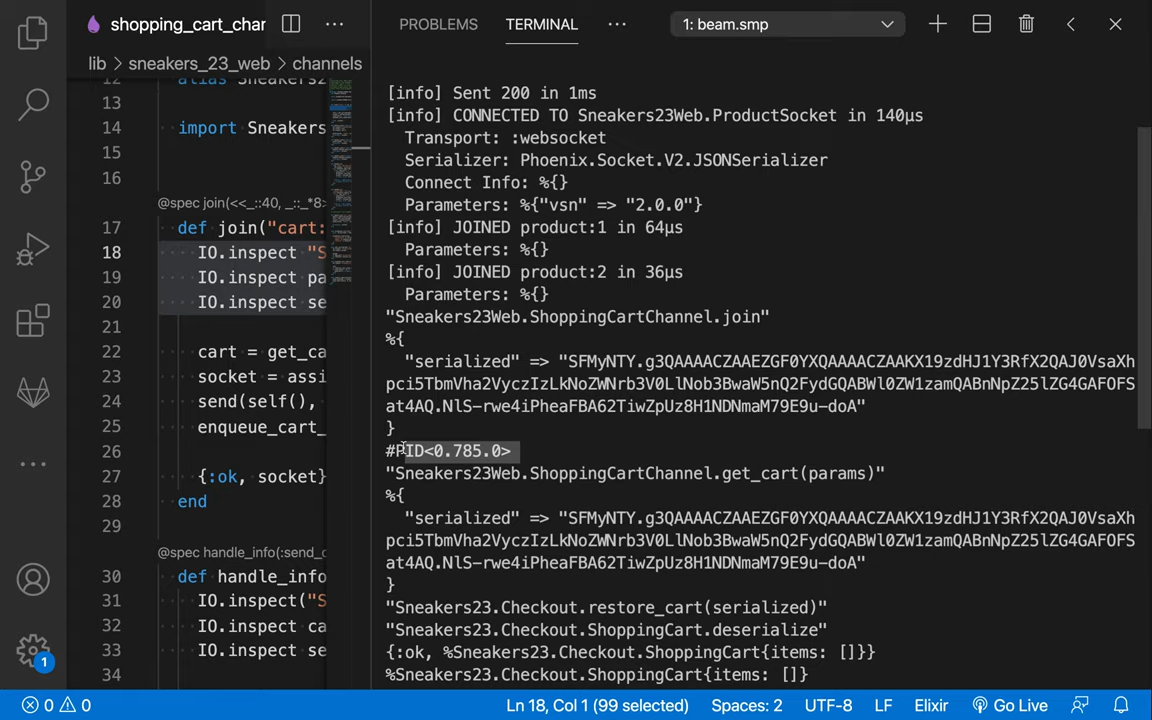 shopping_cart_char
PROBLEMS TERMINAL 1: beam.smp
lib > sneakers_23_web > channels
12 alias Sneakers2
13
14 import Sneakers
15
16
@spec join(<<_::40, _::_*8>
17 def join("cart:
18 IO.inspect "S
19 IO.inspect pa
20 IO.inspect se
21
22 cart = get_ca
23 socket = assi
24 send(self(),
25 enqueue_cart_
26
27 {:ok, socket}
28 end
29
@spec handle_info(:send_c
30 def handle_info
31 IO.inspect("S
32 IO.inspect ca
33 IO.inspect se
34
[info] Sent 200 in 1ms
[info] CONNECTED TO Sneakers23Web.ProductSocket in 140µs
Transport: :websocket
Serializer: Phoenix.Socket.V2.JSONSerializer
Connect Info: %{}
Parameters: %{"vsn" => "2.0.0"}
[info] JOINED product:1 in 64µs
Parameters: %{}
[info] JOINED product:2 in 36µs
Parameters: %{}
"Sneakers23Web.ShoppingCartChannel.join"
%{
"serialized" => "SFMyNTY.g3QAAAACZAAEZGF0YXQAAAACZAAKX19zdHJ1Y3RfX2QAJ0VsaXh
pci5TbmVha2VyczIzLkNoZWNrb3V0LlNob3BwaW5nQ2FydGQABWl0ZW1zamQABnNpZ25lZG4GAFOFS
at4AQ.NlS-rwe4iPheaFBA62TiwZpUz8H1NDNmaM79E9u-doA"
}
#PID<0.785.0>
"Sneakers23Web.ShoppingCartChannel.get_cart(params)"
%{
"serialized" => "SFMyNTY.g3QAAAACZAAEZGF0YXQAAAACZAAKX19zdHJ1Y3RfX2QAJ0VsaXh
pci5TbmVha2VyczIzLkNoZWNrb3V0LlNob3BwaW5nQ2FydGQABWl0ZW1zamQABnNpZ25lZG4GAFOFS
at4AQ.NlS-rwe4iPheaFBA62TiwZpUz8H1NDNmaM79E9u-doA"
}
"Sneakers23.Checkout.restore_cart(serialized)"
"Sneakers23.Checkout.ShoppingCart.deserialize"
{:ok, %Sneakers23.Checkout.ShoppingCart{items: []}}
%Sneakers23.Checkout.ShoppingCart{items: []}
1
0 0 Ln 18, Col 1 (99 selected) Spaces: 2 UTF-8 LF Elixir Go Live